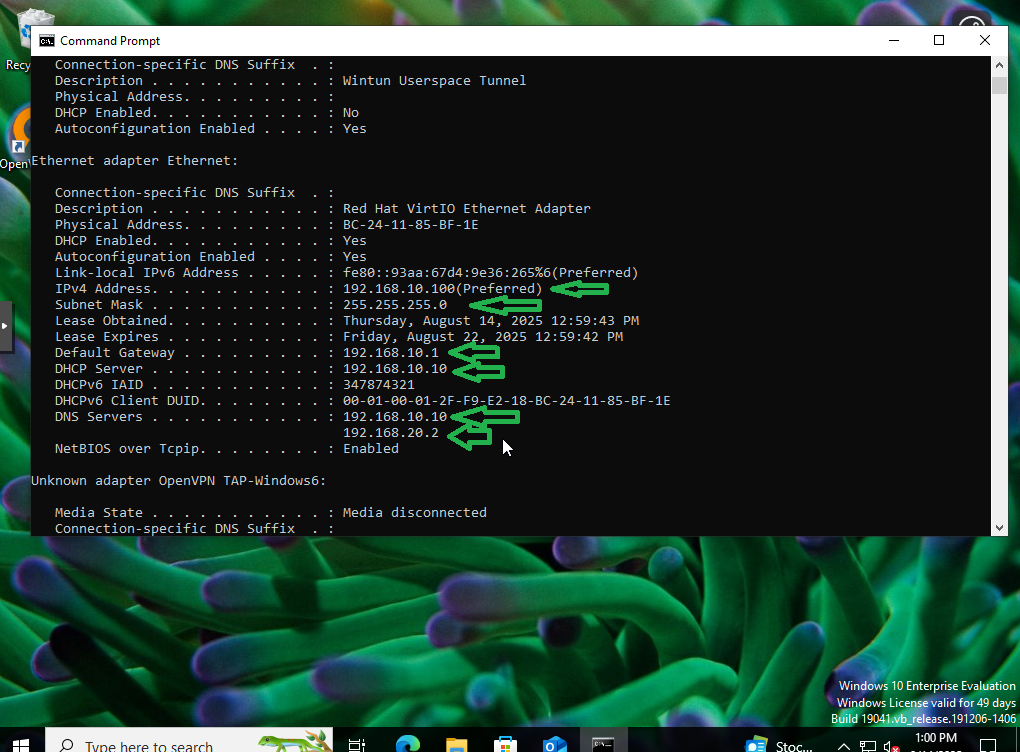 Command Prompt
Recy
OpenV
Connection-specific DNS Suffix  . :
Description . . . . . . . . . . . : Wintun Userspace Tunnel
Physical Address. . . . . . . . . :
DHCP Enabled. . . . . . . . . . . : No
Autoconfiguration Enabled . . . . : Yes
Ethernet adapter Ethernet:
Connection-specific DNS Suffix  . :
Description . . . . . . . . . . . : Red Hat VirtIO Ethernet Adapter
Physical Address. . . . . . . . . : BC-24-11-85-BF-1E
DHCP Enabled. . . . . . . . . . . : Yes
Autoconfiguration Enabled . . . . : Yes
Link-local IPv6 Address . . . . . : fe80::93aa:67d4:9e36:265%6(Preferred)
IPv4 Address. . . . . . . . . . . : 192.168.10.100(Preferred)
Subnet Mask . . . . . . . . . . . : 255.255.255.0
Lease Obtained. . . . . . . . . . : Thursday, August 14, 2025 12:59:43 PM
Lease Expires . . . . . . . . . . : Friday, August 22, 2025 12:59:42 PM
Default Gateway . . . . . . . . . : 192.168.10.1
DHCP Server . . . . . . . . . . . : 192.168.10.10
DHCPv6 IAID . . . . . . . . . . . : 347874321
DHCPv6 Client DUID. . . . . . . . : 00-01-00-01-2F-F9-E2-18-BC-24-11-85-BF-1E
DNS Servers . . . . . . . . . . . : 192.168.10.10
192.168.20.2
NetBIOS over Tcpip. . . . . . . . : Enabled
Unknown adapter OpenVPN TAP-Windows6:
Media State . . . . . . . . . . . : Media disconnected
Connection-specific DNS Suffix  . :
Windows 10 Enterprise Evaluation
Windows License valid for 49 days
Build 19041.vb_release.191206-1406
Type here to search
Stoc...
1:00 PM